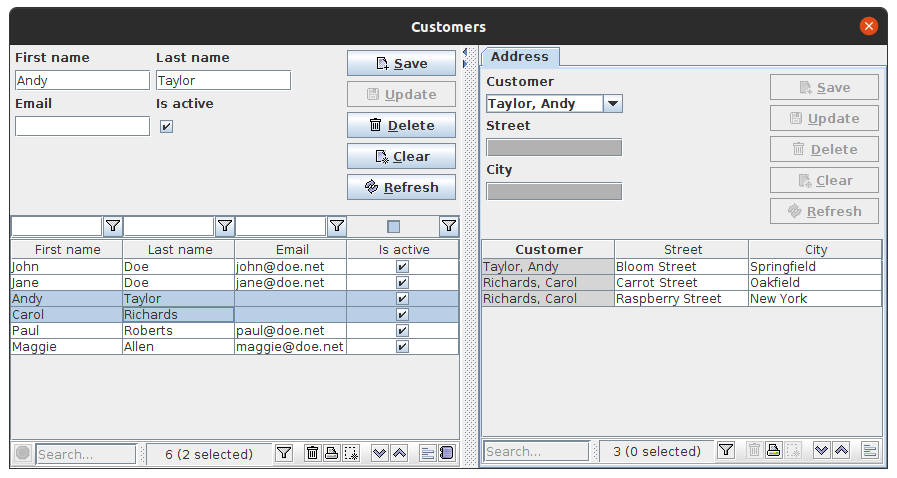 Customers
First name Last name
Andy Taylor
Email Is active
Save
Update
Delete
Clear
Refresh
First name Last name Email Is active
John Doe john@doe.net
Jane Doe jane@doe.net
Andy Taylor
Carol Richards
Paul Roberts paul@doe.net
Maggie Allen maggie@doe.net
Search... 6 (2 selected)
Address
Customer
Taylor, Andy
Street
City
Save
Update
Delete
Clear
Refresh
Customer Street City
Taylor, Andy Bloom Street Springfield
Richards, Carol Carrot Street Oakfield
Richards, Carol Raspberry Street New York
Search... 3 (0 selected)